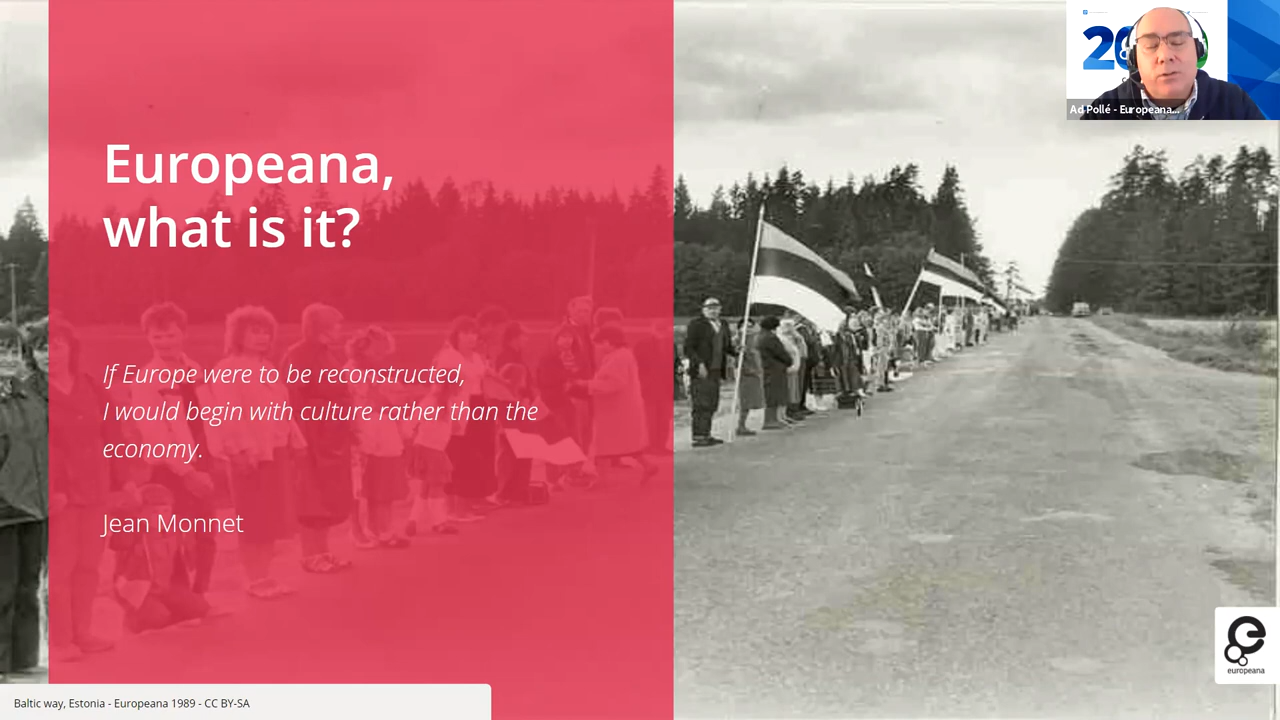 Europeana,
what is it?
If Europe were to be reconstructed,
I would begin with culture rather than the
economy.
Jean Monnet
Baltic way, Estonia - Europeana 1989 - CC BY-SA
Ad Pollé - Europeana...
europeana